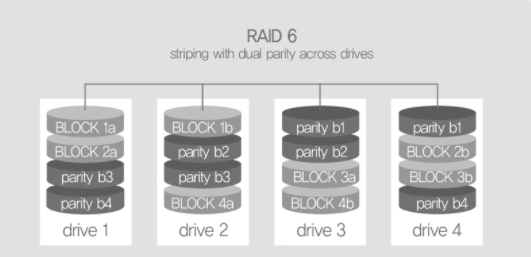 RAID 6
striping with dual parity across drives
BLOCK 1a
BLOCK 2a
parity b3
parity b4
drive 1
BLOCK 1b
parity b2
parity b3
BLOCK 4a
drive 2
parity b1
parity b2
BLOCK 3a
BLOCK 4b
drive 3
parity b1
BLOCK 2b
BLOCK 3b
parity b4
drive 4